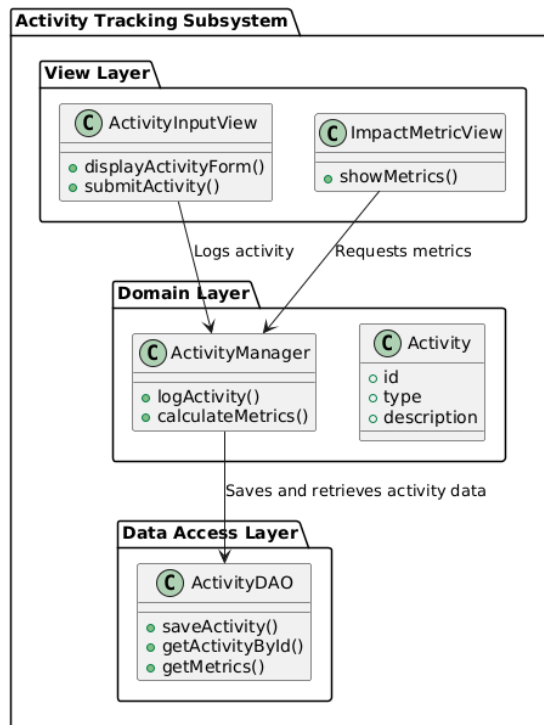 Activity Tracking Subsystem
View Layer
C ActivityInputView
displayActivityForm()
submitActivity()
C ImpactMetricView
showMetrics()
Logs activity
Requests metrics
Domain Layer
C ActivityManager
logActivity()
calculateMetrics()
C Activity
id
type
description
Saves and retrieves activity data
Data Access Layer
C ActivityDAO
saveActivity()
getActivityById()
getMetrics()